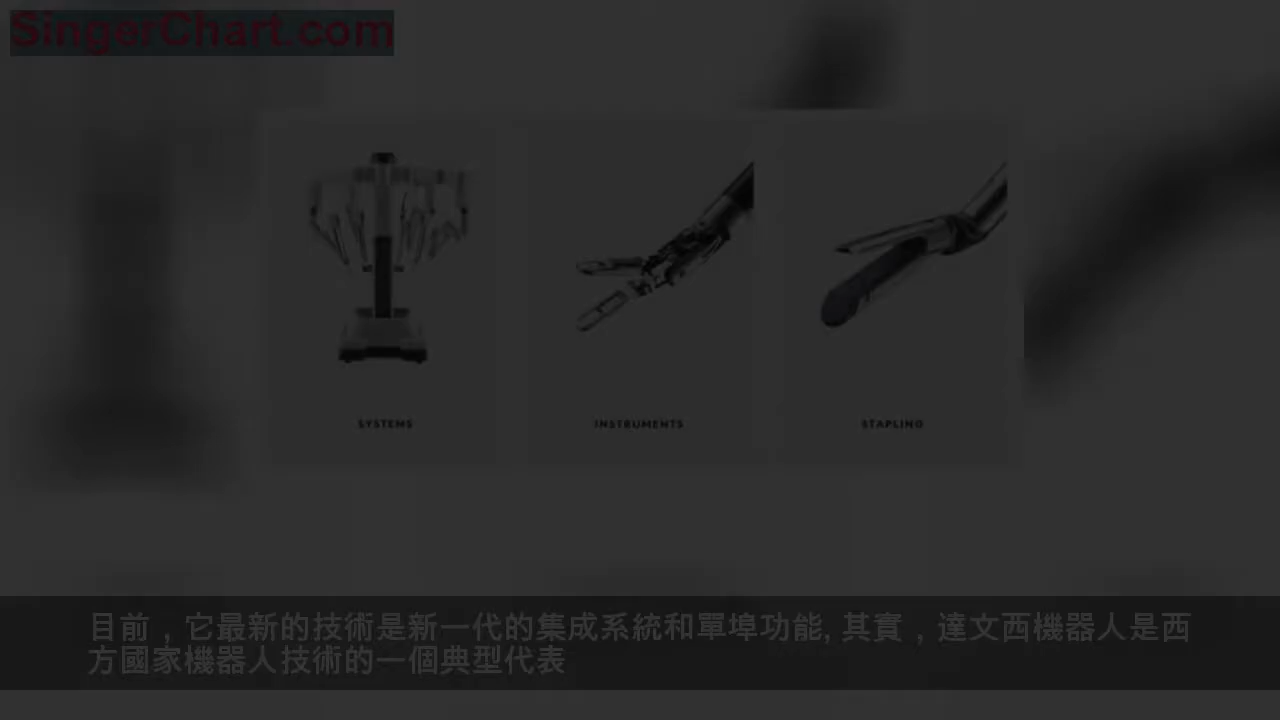 SingerChart.com
SYSTEMS
INSTRUMENTS
STAPLING
目前，它最新的技術是新一代的集成系統和單埠功能, 其實，達文西機器人是西
方國家機器人技術的一個典型代表